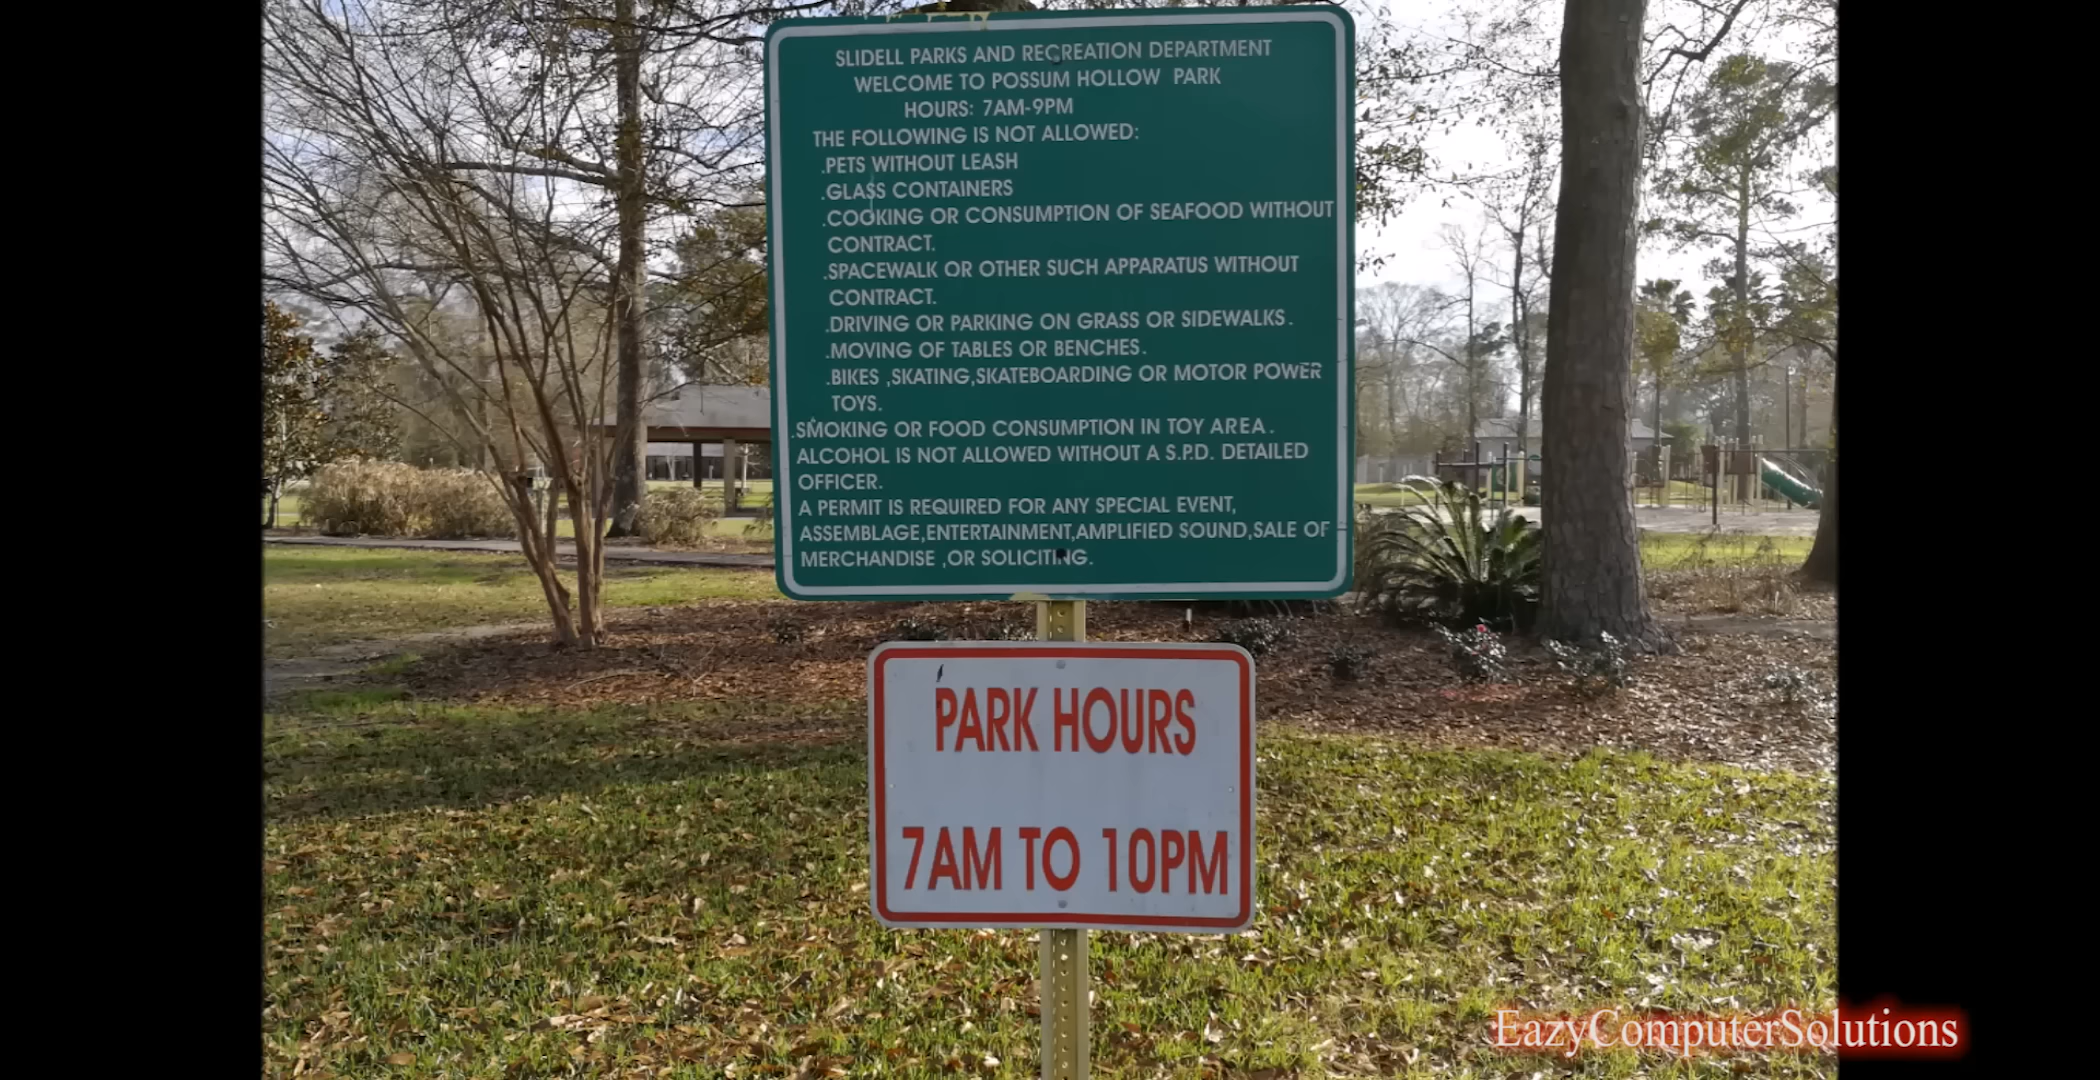 SLIDELL PARKS AND RECREATION DEPARTMENT
WELCOME TO POSSUM HOLLOW PARK
HOURS: 7AM-9PM
THE FOLLOWING IS NOT ALLOWED:
.PETS WITHOUT LEASH
.GLASS CONTAINERS
.COOKING OR CONSUMPTION OF SEAFOOD WITHOUT
CONTRACT.
.SPACEWALK OR OTHER SUCH APPARATUS WITHOUT
CONTRACT.
.DRIVING OR PARKING ON GRASS OR SIDEWALKS.
.MOVING OF TABLES OR BENCHES.
.BIKES ,SKATING,SKATEBOARDING OR MOTOR POWER
TOYS.
.SMOKING OR FOOD CONSUMPTION IN TOY AREA.
ALCOHOL IS NOT ALLOWED WITHOUT A S.P.D. DETAILED
OFFICER.
A PERMIT IS REQUIRED FOR ANY SPECIAL EVENT,
ASSEMBLAGE,ENTERTAINMENT,AMPLIFIED SOUND,SALE OF
MERCHANDISE ,OR SOLICITING.
PARK HOURS
7AM TO 10PM
EazyComputerSolutions